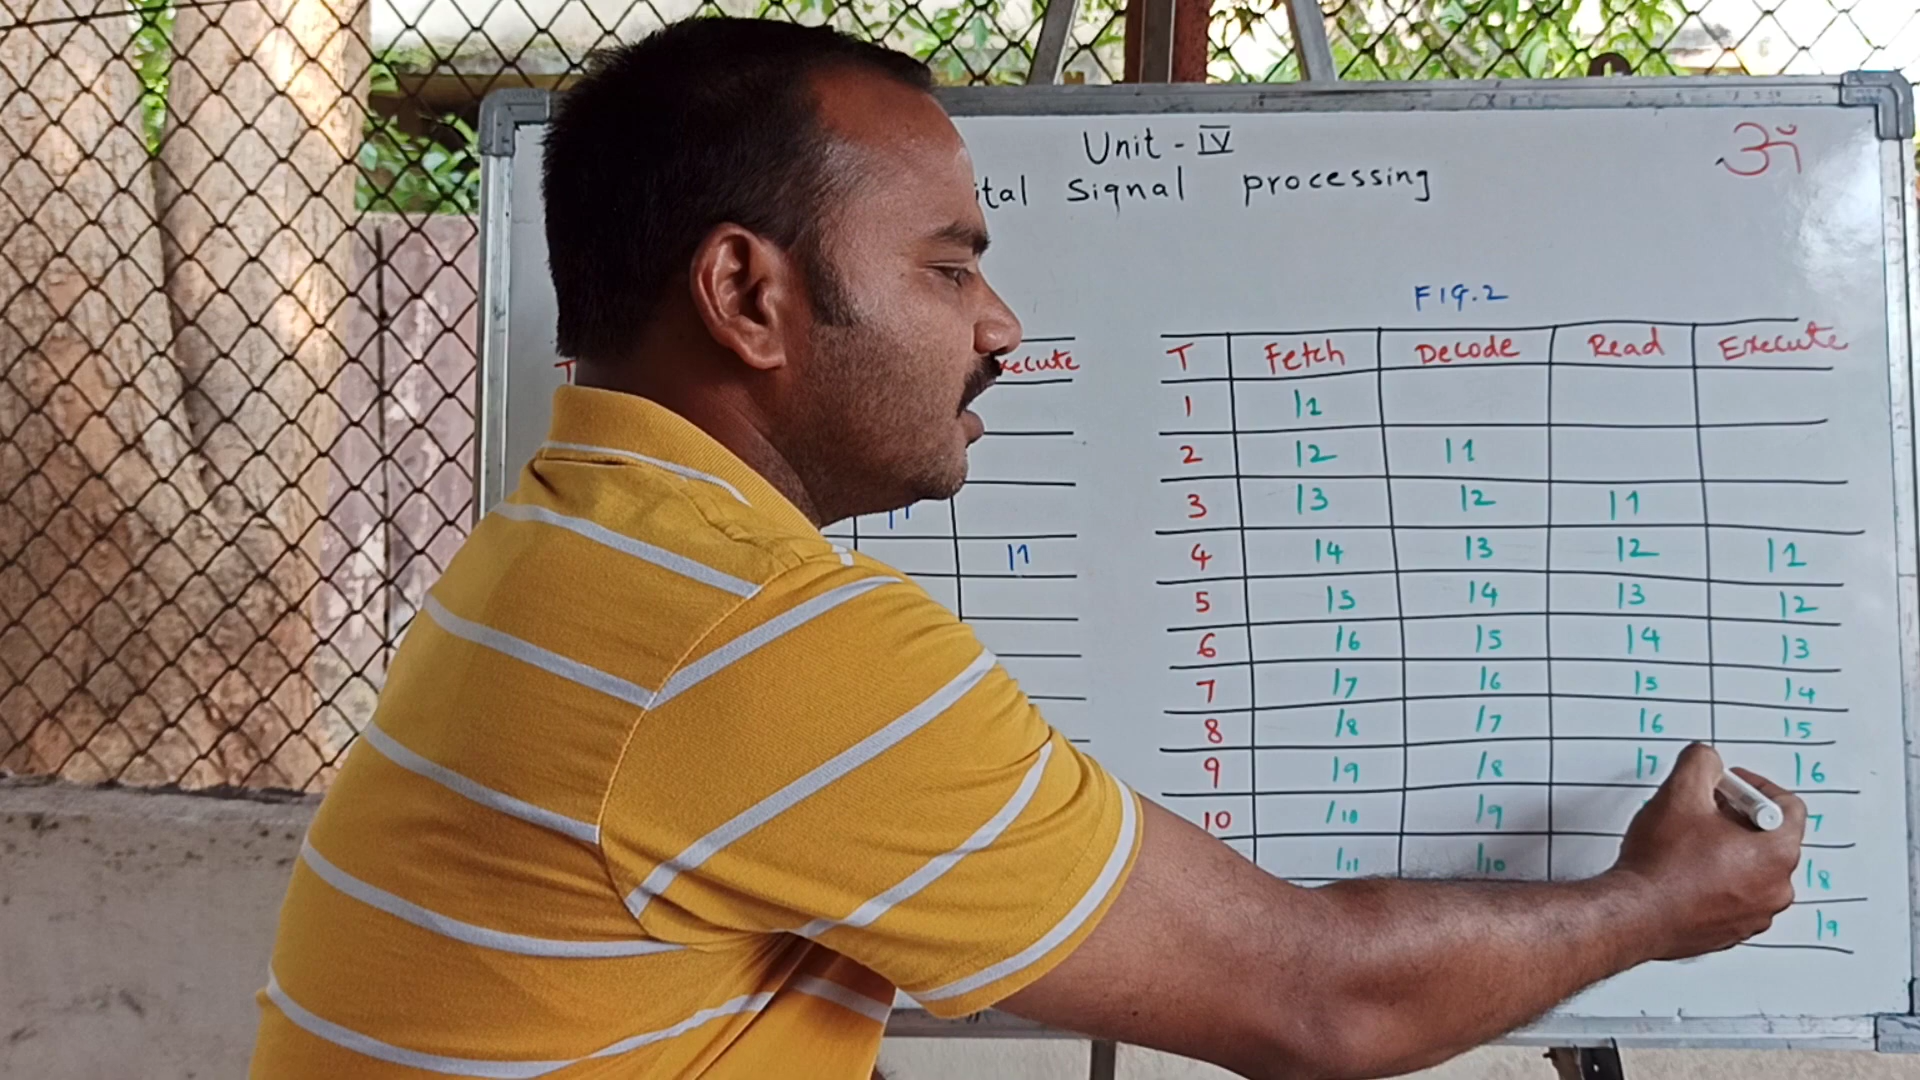 Unit - IV
ॐ
Signal processing
FIG.2
T Fetch Decode Read Execute
1 I1
2 I2 I1
3 I3 I2 I1
4 I4 I3 I2 I1
5 I5 I4 I3 I2
6 I6 I5 I4 I3
7 I7 I6 I5 I4
8 I8 I7 I6 I5
9 I9 I8 I7 I6
10 I10 I9 7
I11 I10 I8
I9
I1
I1